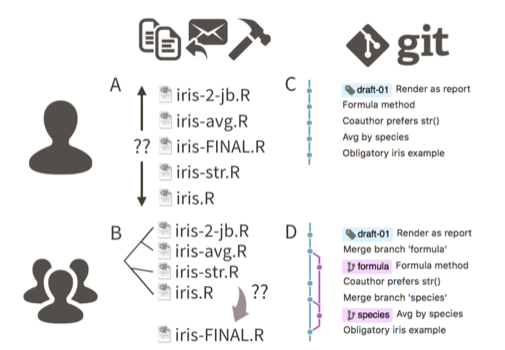 git
A
iris-2-jb.R
iris-avg.R
?? iris-FINAL.R
iris-str.R
iris.R
C
draft-01 Render as report
Formula method
Coauthor prefers str()
Avg by species
Obligatory iris example
B
iris-2-jb.R
iris-avg.R
iris-str.R
iris.R ??
iris-FINAL.R
D
draft-01 Render as report
Merge branch 'formula'
formula Formula method
Coauthor prefers str()
Merge branch 'species'
species Avg by species
Obligatory iris example